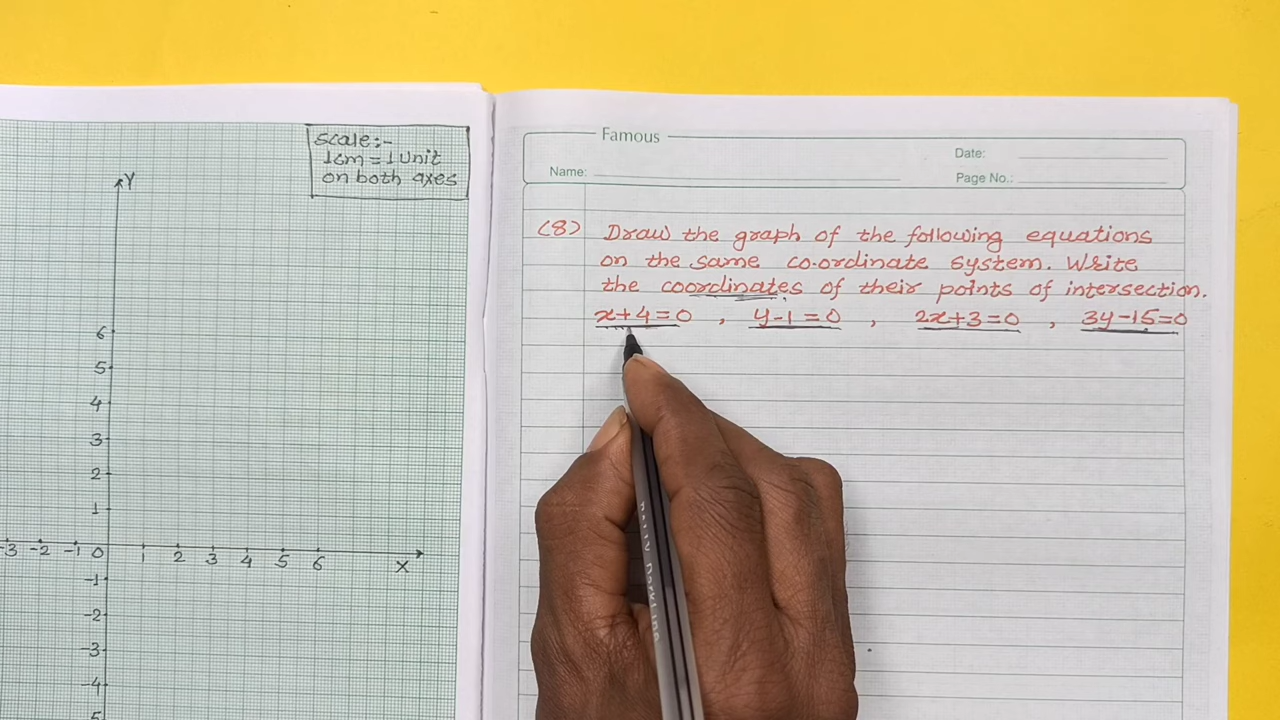 Scale:-
1cm = 1 Unit
on both axes
Y
6
5
4
3
2
1
-3 -2 -1 0 1 2 3 4 5 6 X
-1
-2
-3
-4
5
Famous
Name:
Date:
Page No.:
(8) Draw the graph of the following equations
on the same co-ordinate system. Write
the coordinates of their points of intersection.
x+4=0 , y-1=0 , 2x+3=0 , 3y-15=0